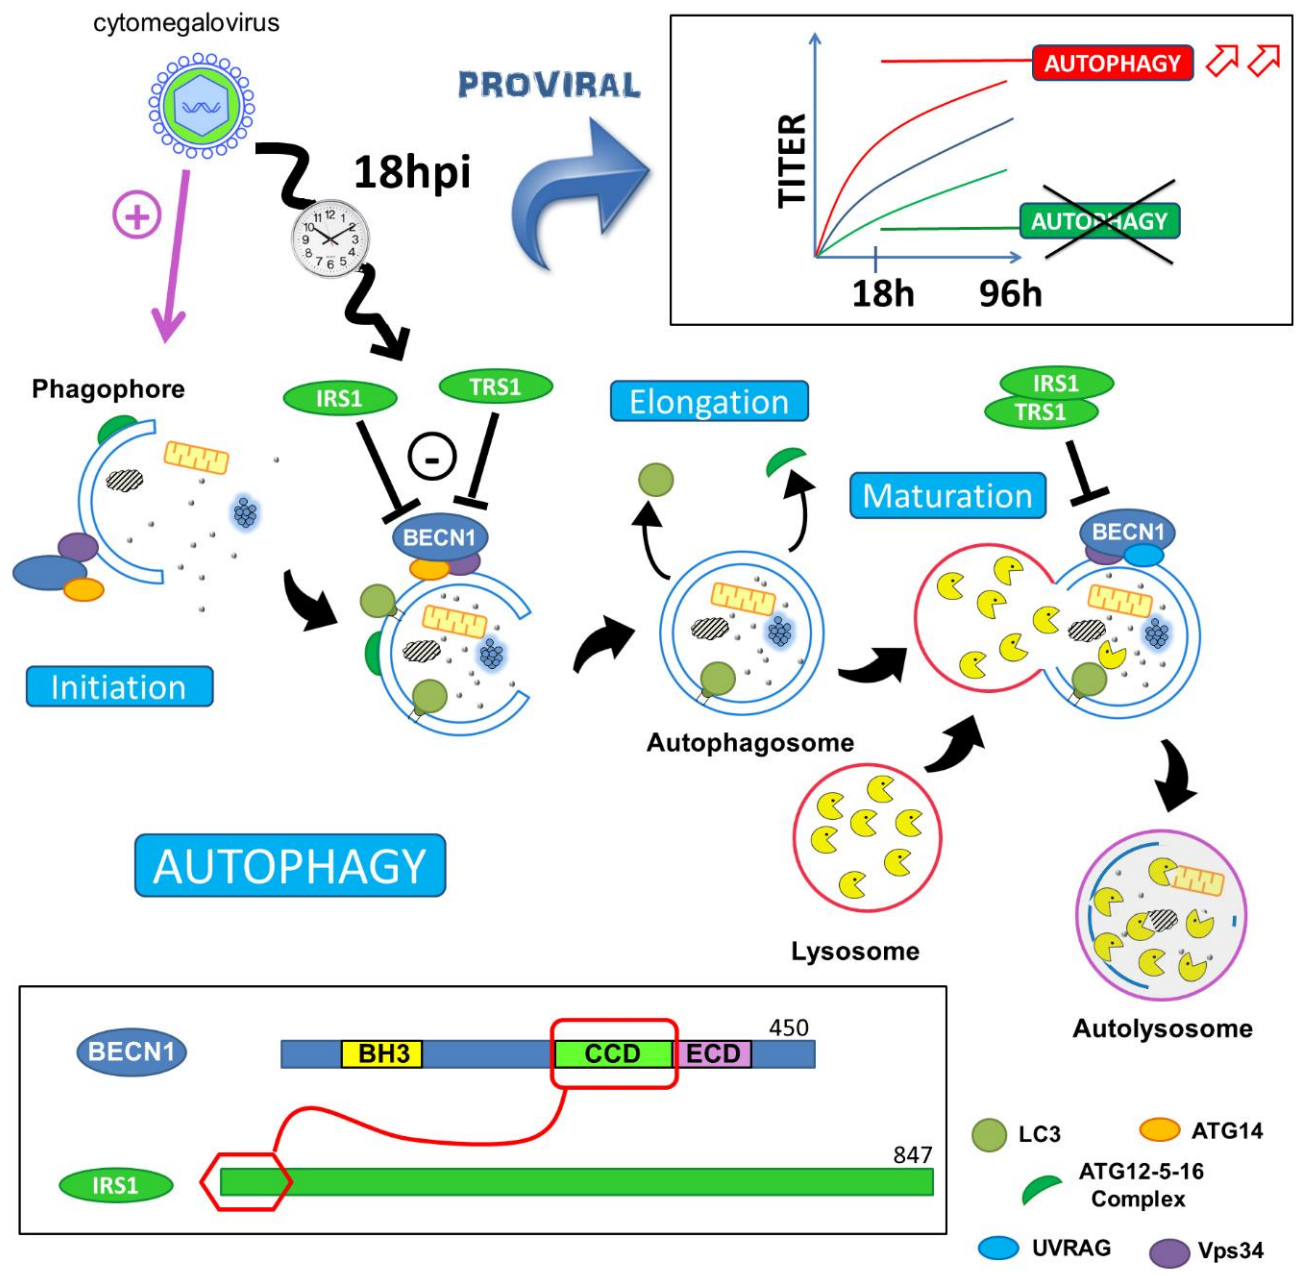 cytomegalovirus
+
18hpi
PROVIRAL
TITER
AUTOPHAGY
AUTOPHAGY
18h
96h
Phagophore
IRS1
TRS1
-
BECN1
Initiation
Elongation
Autophagosome
IRS1
TRS1
Maturation
BECN1
Lysosome
Autolysosome
AUTOPHAGY
BECN1
BH3
CCD
ECD
450
IRS1
847
LC3
ATG14
ATG12-5-16
Complex
UVRAG
Vps34